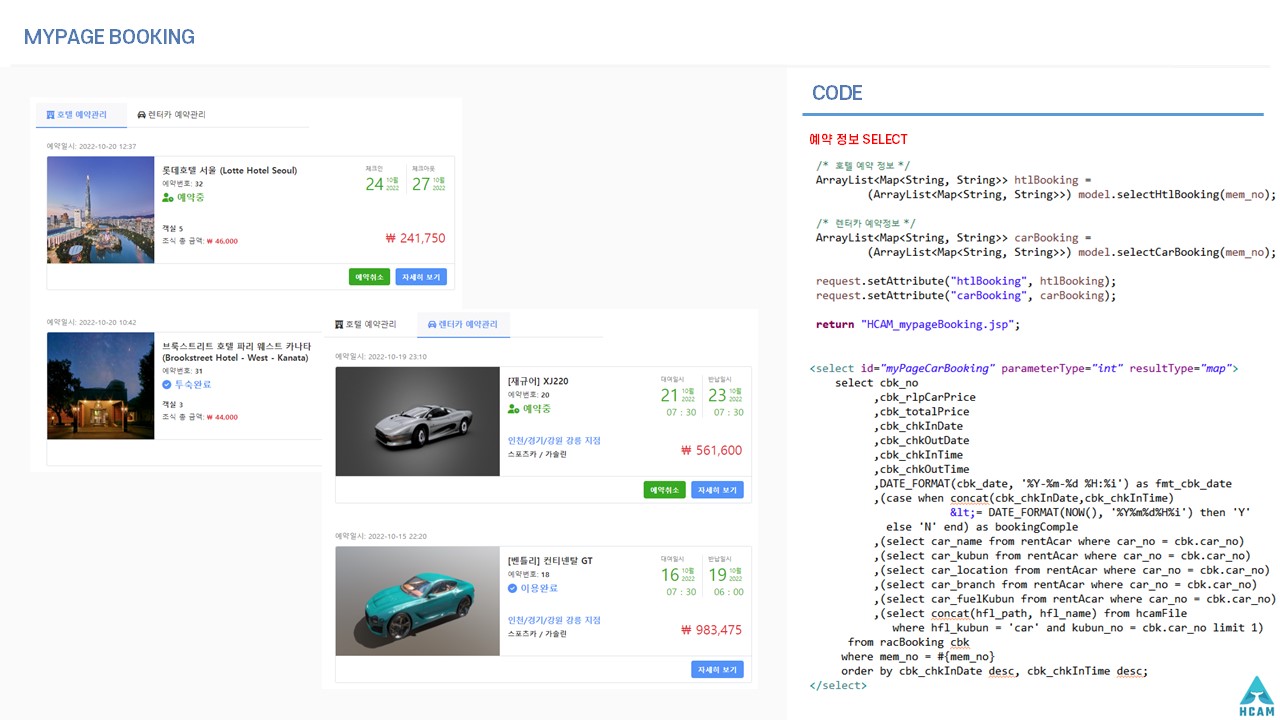 MYPAGE BOOKING
호텔 예약관리 렌터카 예약관리
예약일시: 2022-10-20 12:37
롯데호텔 서울 (Lotte Hotel Seoul)
예약번호: 32
예약중
객실 5
조식 총 금액: ₩ 46,000
체크인
24 10월 2022
체크아웃
27 10월 2022
₩ 241,750
예약취소 자세히 보기
예약일시: 2022-10-20 10:42
브룩스트리트 호텔 파리 웨스트 카나타
(Brookstreet Hotel - West - Kanata)
예약번호: 31
투숙완료
객실 3
조식 총 금액: ₩ 44,000
호텔 예약관리 렌터카 예약관리
예약일시: 2022-10-19 23:10
[재규어] XJ220
예약번호: 20
예약중
인천/경기/강원 강릉 지점
스포츠카 / 가솔린
대여일시
21 10월 2022
07 : 30
반납일시
23 10월 2022
07 : 30
₩ 561,600
예약취소 자세히 보기
예약일시: 2022-10-15 22:20
[벤틀리] 컨티넨탈 GT
예약번호: 18
이용완료
인천/경기/강원 강릉 지점
스포츠카 / 가솔린
대여일시
16 10월 2022
07 : 30
반납일시
19 10월 2022
06 : 00
₩ 983,475
자세히 보기
CODE
예약 정보 SELECT
/* 호텔 예약 정보 */
ArrayList<Map<String, String>> htlBooking =
(ArrayList<Map<String, String>>) model.selectHtlBooking(mem_no);
/* 렌터카 예약정보 */
ArrayList<Map<String, String>> carBooking =
(ArrayList<Map<String, String>>) model.selectCarBooking(mem_no);
request.setAttribute("htlBooking", htlBooking);
request.setAttribute("carBooking", carBooking);
return "HCAM_mypageBooking.jsp";
<select id="myPageCarBooking" parameterType="int" resultType="map">
select cbk_no
,cbk_rlpCarPrice
,cbk_totalPrice
,cbk_chkInDate
,cbk_chkOutDate
,cbk_chkInTime
,cbk_chkOutTime
,DATE_FORMAT(cbk_date, '%Y-%m-%d %H:%i') as fmt_cbk_date
,(case when concat(cbk_chkInDate,cbk_chkInTime)
&lt;= DATE_FORMAT(NOW(), '%Y%m%d%H%i') then 'Y'
else 'N' end) as bookingComple
,(select car_name from rentAcar where car_no = cbk.car_no)
,(select car_kubun from rentAcar where car_no = cbk.car_no)
,(select car_location from rentAcar where car_no = cbk.car_no)
,(select car_branch from rentAcar where car_no = cbk.car_no)
,(select car_fuelKubun from rentAcar where car_no = cbk.car_no)
,(select concat(hfl_path, hfl_name) from hcamFile
where hfl_kubun = 'car' and kubun_no = cbk.car_no limit 1)
from racBooking cbk
where mem_no = #{mem_no}
order by cbk_chkInDate desc, cbk_chkInTime desc;
</select>
HCAM